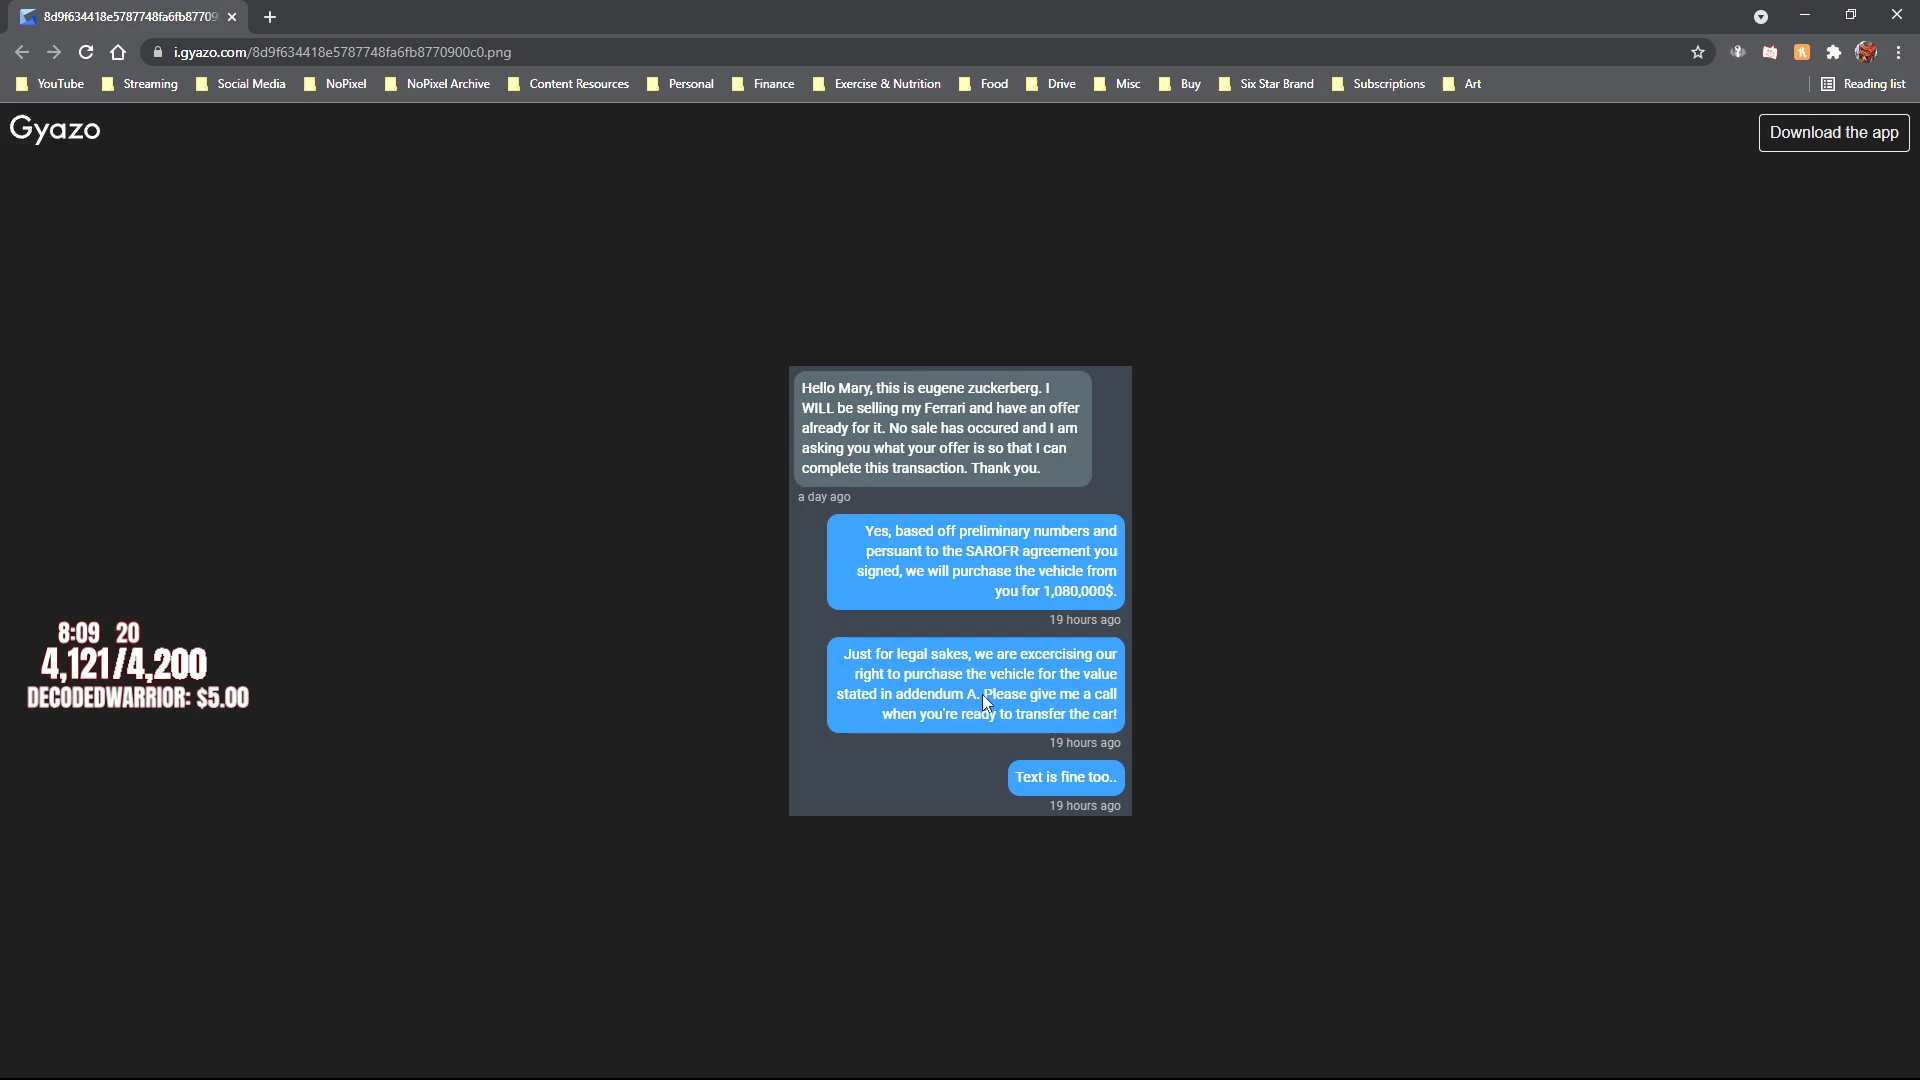 8d9f634418e5787748fa6fb87709
i.gyazo.com/8d9f634418e5787748fa6fb8770900c0.png
YouTube Streaming Social Media NoPixel NoPixel Archive Content Resources Personal Finance Exercise & Nutrition Food Drive Misc Buy Six Star Brand Subscriptions Art Reading list
Gyazo
Download the app
Hello Mary, this is eugene zuckerberg. I
WILL be selling my Ferrari and have an offer
already for it. No sale has occured and I am
asking you what your offer is so that I can
complete this transaction. Thank you.
a day ago
Yes, based off preliminary numbers and
persuant to the SAROFR agreement you
signed, we will purchase the vehicle from
you for 1,080,000$.
19 hours ago
Just for legal sakes, we are excercising our
right to purchase the vehicle for the value
stated in addendum A. Please give me a call
when you're ready to transfer the car!
19 hours ago
Text is fine too..
19 hours ago
8:09 20
4,121/4,200
DECODEDWARRIOR: $5.00